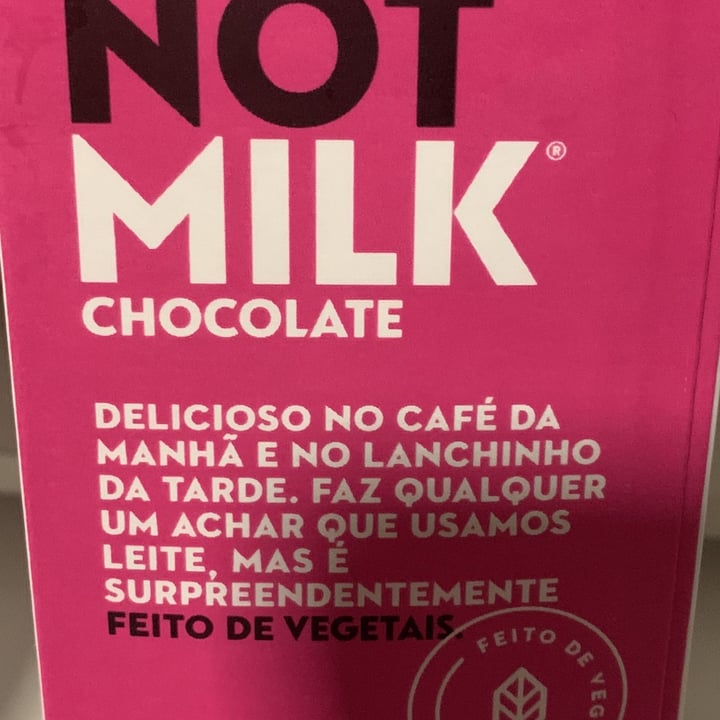 NOT
MILK®
CHOCOLATE
DELICIOSO NO CAFÉ DA
MANHÃ E NO LANCHINHO
DA TARDE. FAZ QUALQUER
UM ACHAR QUE USAMOS
LEITE, MAS É
SURPREENDENTEMENTE
FEITO DE VEGETAIS.
FEITO DE VEG